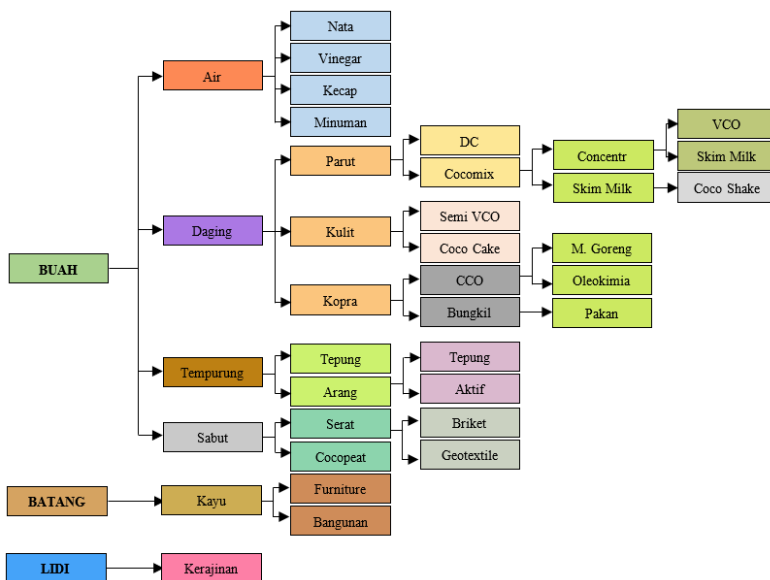 BUAH
Air
Nata
Vinegar
Kecap
Minuman
Daging
Parut
DC
Cocomix
Concentr
VCO
Skim Milk
Skim Milk
Coco Shake
Kulit
Semi VCO
Coco Cake
Kopra
CCO
M. Goreng
Oleokimia
Bungkil
Pakan
Tempurung
Tepung
Arang
Tepung
Aktif
Sabut
Serat
Briket
Geotextile
Cocopeat
BATANG
Kayu
Furniture
Bangunan
LIDI
Kerajinan